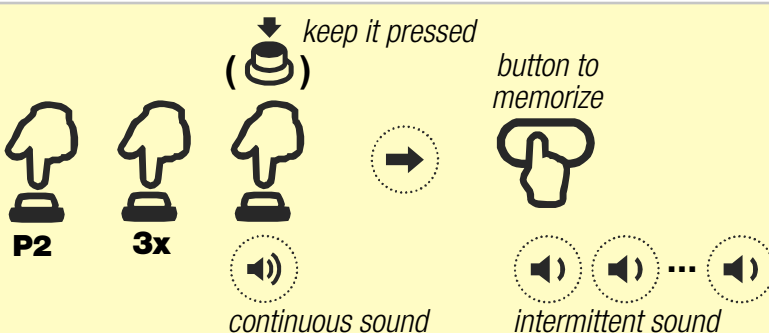 keep it pressed
( )
button to
memorize
P2 3x
...
continuous sound intermittent sound